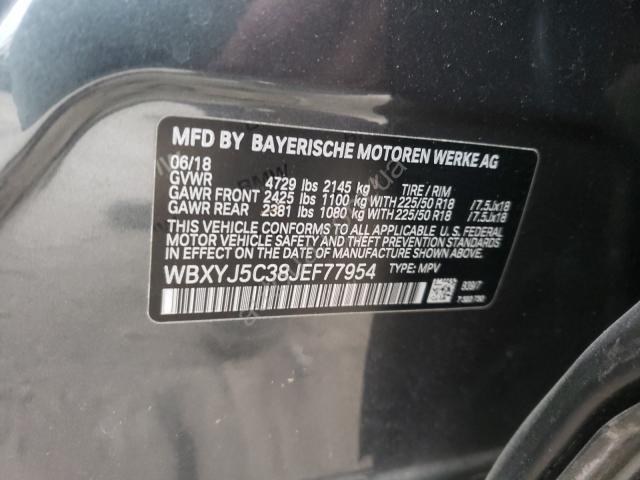 MFD BY BAYERISCHE MOTOREN WERKE AG
06/18
GVWR 4729 lbs 2145 kg TIRE / RIM
GAWR FRONT 2425 lbs 1100 kg WITH 225/50 R18 /7.5Jx18
GAWR REAR 2381 lbs 1080 kg WITH 225/50 R18 /7.5Jx18
THIS VEHICLE CONFORMS TO ALL APPLICABLE U.S. FEDERAL
MOTOR VEHICLE SAFETY AND THEFT PREVENTION STANDARDS
IN EFFECT ON THE DATE OF MANUFACTURE SHOWN ABOVE.
WBXYJ5C38JEF77954 TYPE: MPV